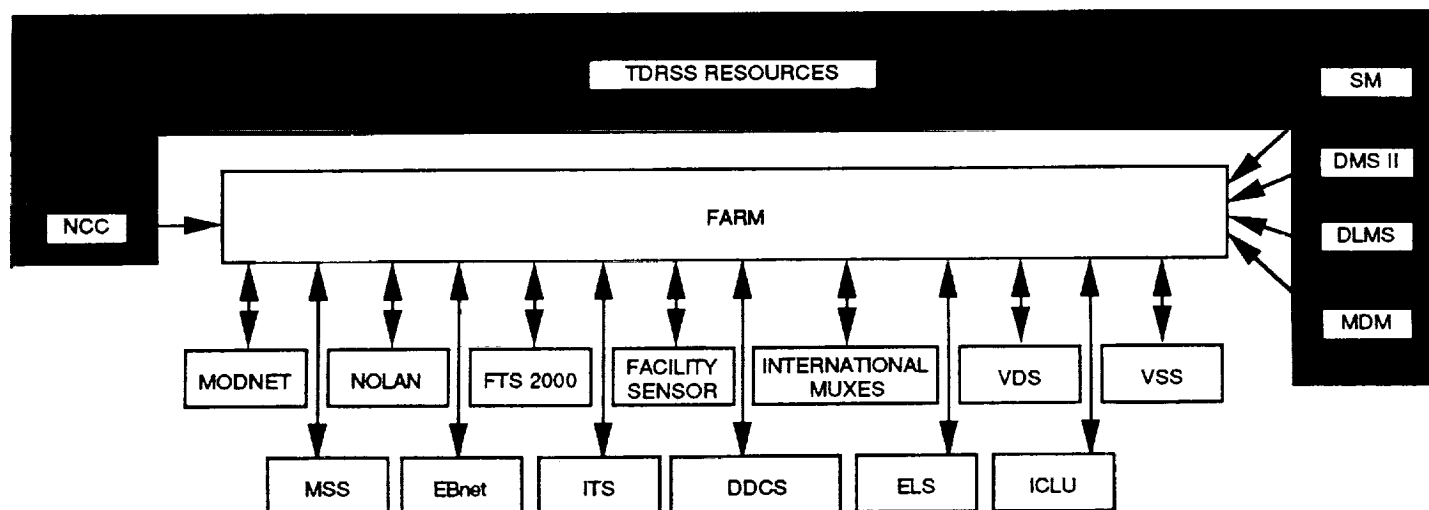 TDRSS RESOURCES
SM
DMS II
NCC
FARM
DLMS
MDM
MODNET
NOLAN
FTS 2000
FACILITY
SENSOR
INTERNATIONAL
MUXES
VDS
VSS
MSS
EBnet
ITS
DDCS
ELS
ICLU